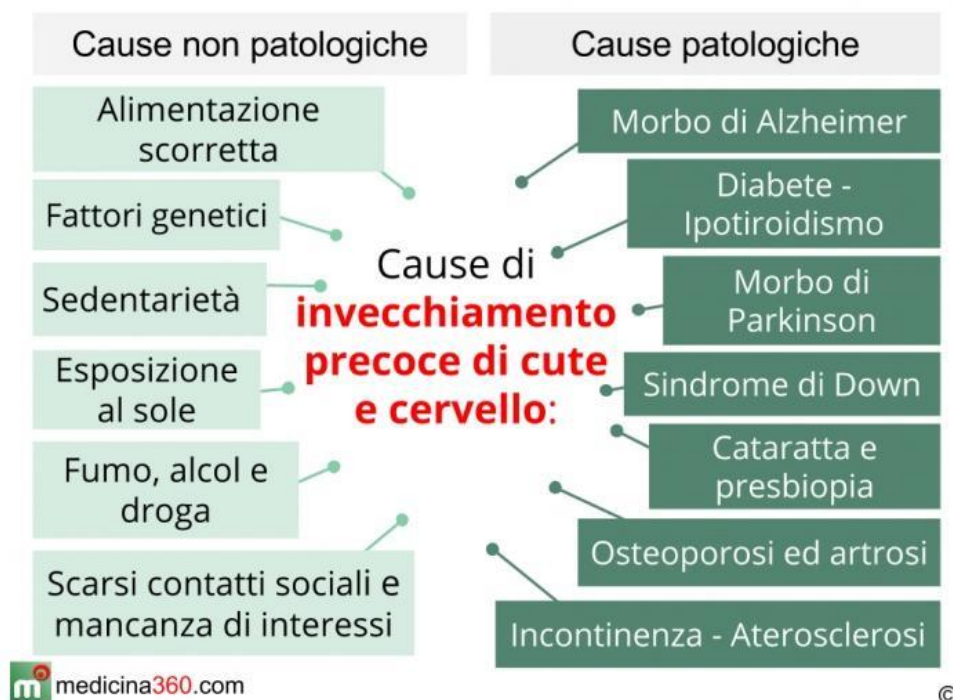 Cause non patologiche
Cause patologiche
Alimentazione
scorretta
Fattori genetici
Sedentarietà
Esposizione
al sole
Fumo, alcol e
droga
Scarsi contatti sociali e
mancanza di interessi
Cause di
invecchiamento
precoce di cute
e cervello:
Morbo di Alzheimer
Diabete -
Ipotiroidismo
Morbo di
Parkinson
Sindrome di Down
Cataratta e
presbiopia
Osteoporosi ed artrosi
Incontinenza - Aterosclerosi
m medicina360.com
©